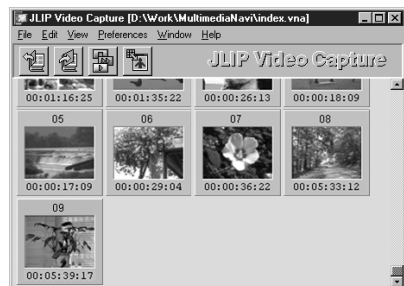 JLIP Video Capture [D:\Work\MultimediaNavi\index.vna]
File Edit View Preferences Window Help
JLIP Video Capture
00:01:16:25 00:01:35:22 00:00:26:13 00:00:18:09
05 06 07 08
00:00:17:09 00:00:29:04 00:00:36:22 00:05:33:12
09
00:05:39:17